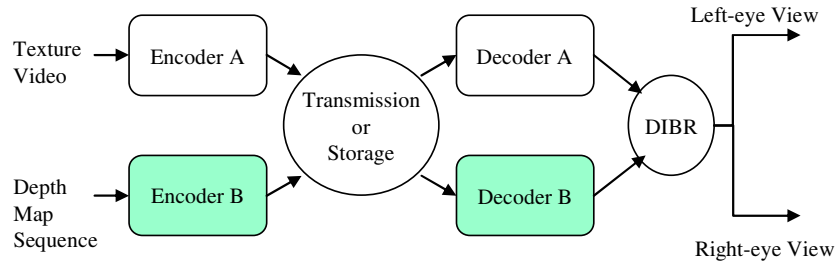 Left-eye View
Texture
Video
Encoder A
Decoder A
Transmission
or
Storage
DIBR
Depth
Map
Sequence
Encoder B
Decoder B
Right-eye View